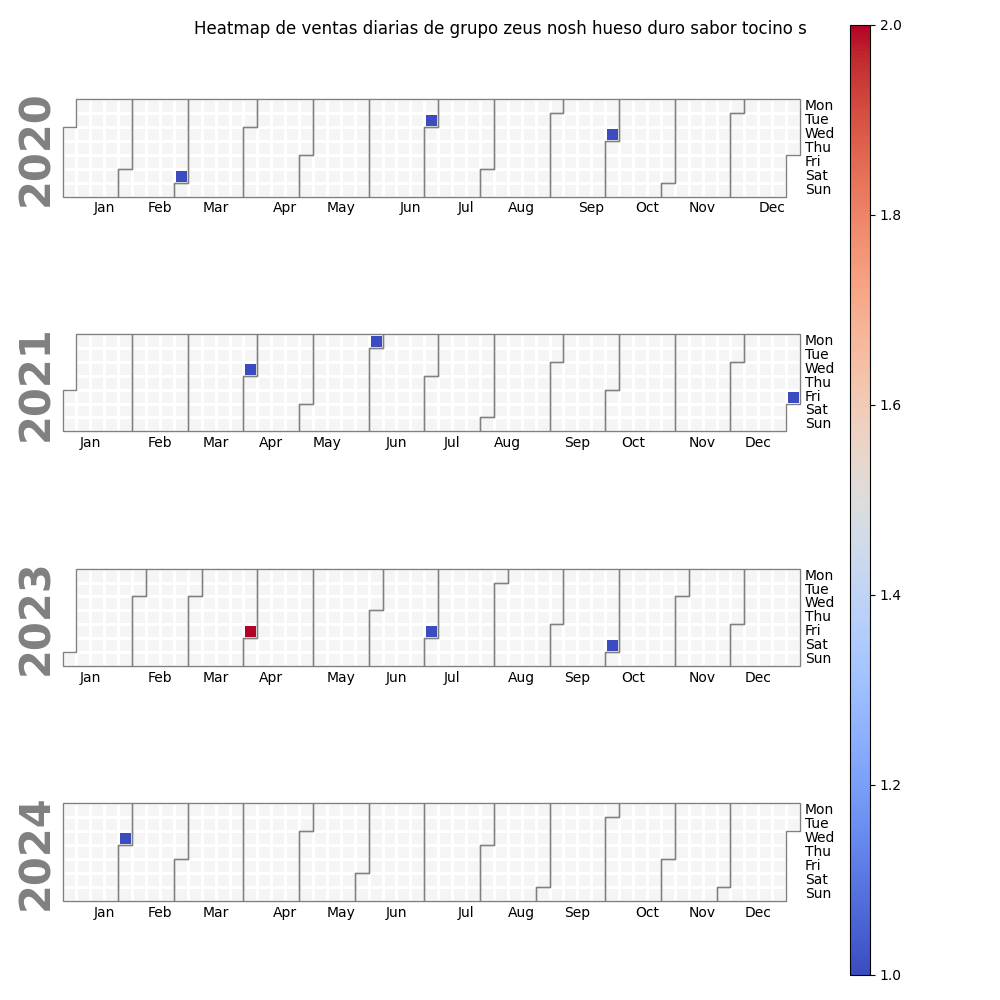 Heatmap de ventas diarias de grupo zeus nosh hueso duro sabor tocino s
2020
Mon
Tue
Wed
Thu
Fri
Sat
Sun
Jan Feb Mar Apr May Jun Jul Aug Sep Oct Nov Dec
2021
Mon
Tue
Wed
Thu
Fri
Sat
Sun
Jan Feb Mar Apr May Jun Jul Aug Sep Oct Nov Dec
2023
Mon
Tue
Wed
Thu
Fri
Sat
Sun
Jan Feb Mar Apr May Jun Jul Aug Sep Oct Nov Dec
2024
Mon
Tue
Wed
Thu
Fri
Sat
Sun
Jan Feb Mar Apr May Jun Jul Aug Sep Oct Nov Dec
2.0
1.8
1.6
1.4
1.2
1.0